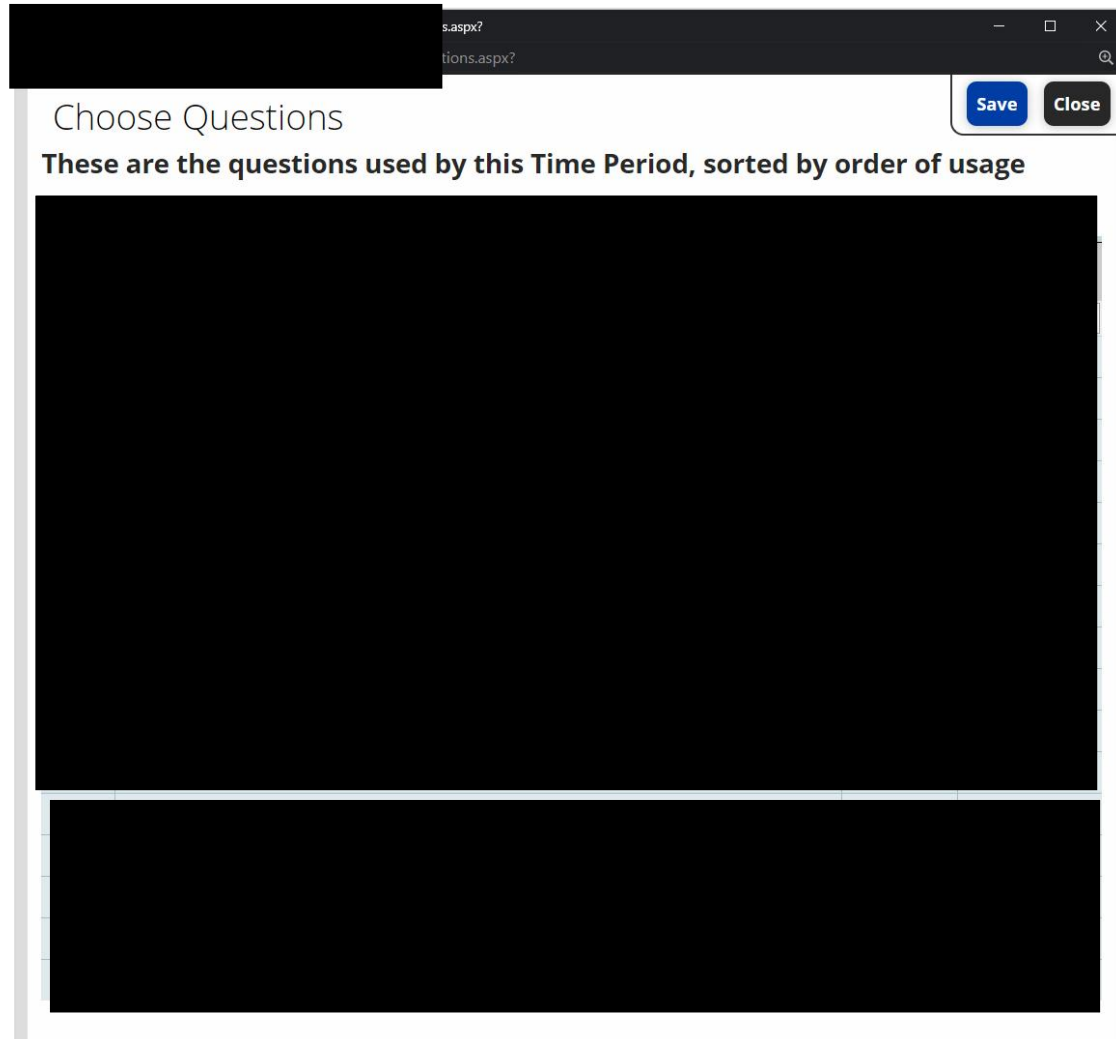 s.aspx?
tions.aspx?
Save Close
Choose Questions
These are the questions used by this Time Period, sorted by order of usage